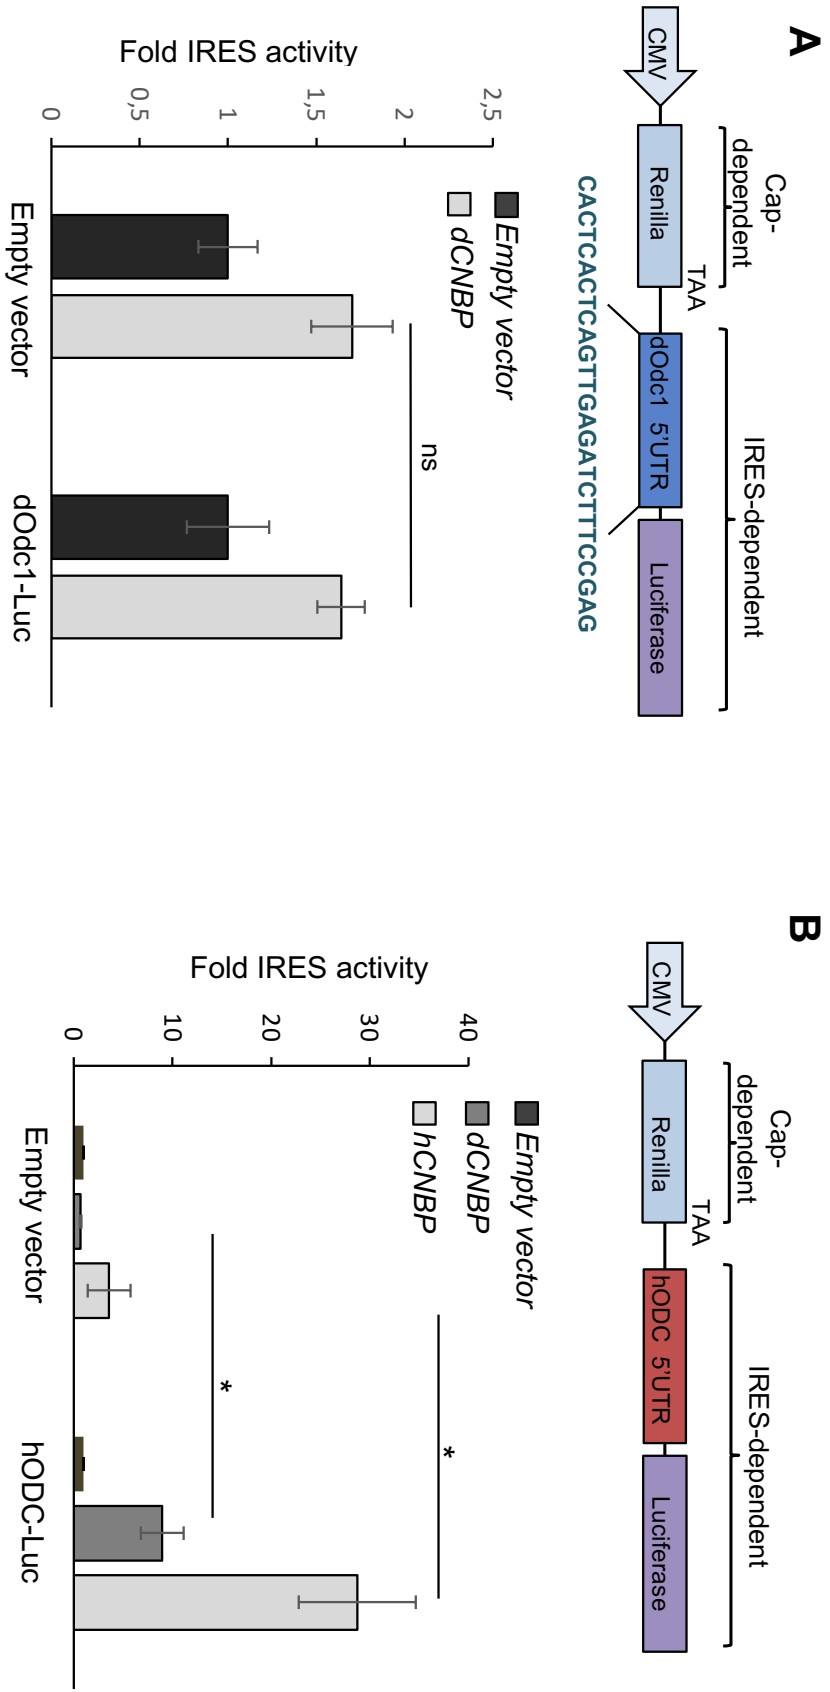 A
Cap-
dependent
IRES-dependent
TAA
CMV
Renilla
dOdc1 5'UTR
Luciferase
CACTCACTCAGTTGAGATCTTTCCGAG
Empty vector
dCNBP
Fold IRES activity
2,5
2
1,5
1
0,5
0
ns
Empty vector
dOdc1-Luc
B
Cap-
dependent
IRES-dependent
TAA
CMV
Renilla
hODC 5'UTR
Luciferase
Empty vector
dCNBP
hCNBP
Fold IRES activity
40
30
20
10
0
*
*
Empty vector
hODC-Luc